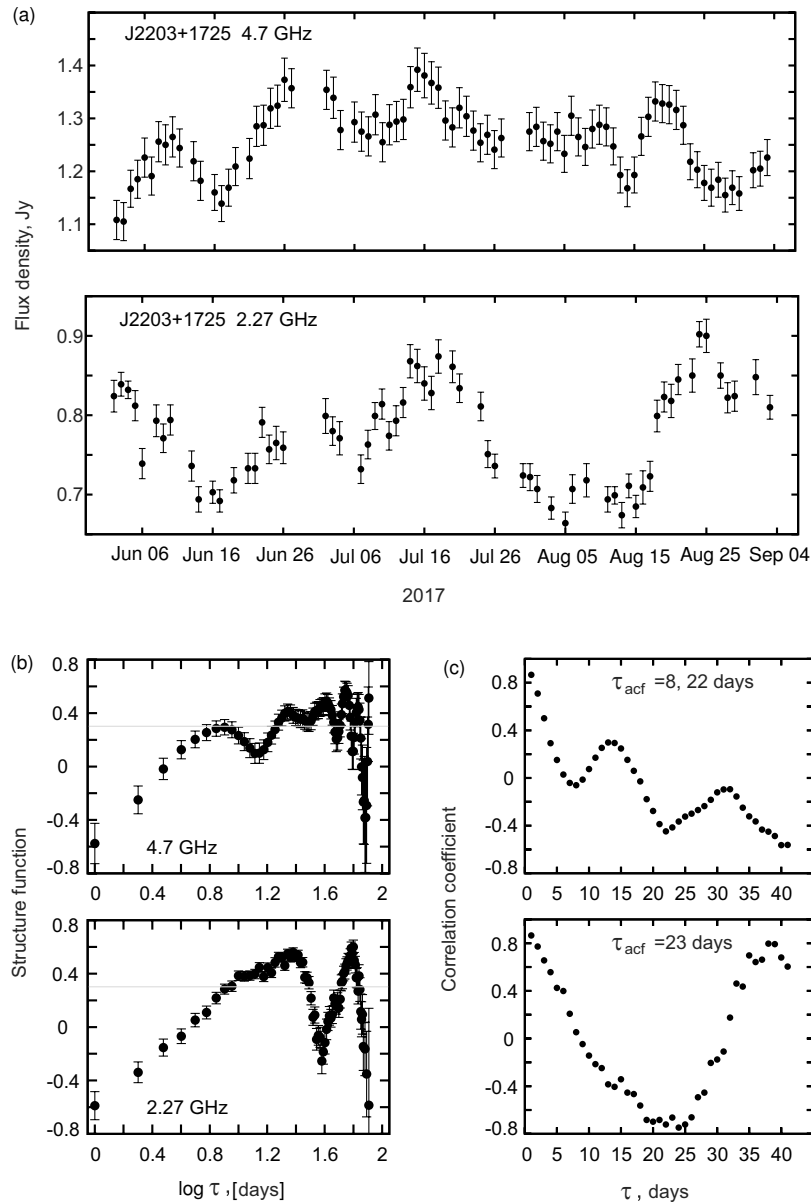 (a)
J2203+1725 4.7 GHz
1.4
1.3
1.2
1.1
Flux density, Jy
J2203+1725 2.27 GHz
0.9
0.8
0.7
Jun 06 Jun 16 Jun 26 Jul 06 Jul 16 Jul 26 Aug 05 Aug 15 Aug 25 Sep 04
2017
(b)
0.8
0.4
0
-0.4
-0.8
4.7 GHz
0 0.4 0.8 1.2 1.6 2
Structure function
0.8
0.4
0
-0.4
-0.8
2.27 GHz
0 0.4 0.8 1.2 1.6 2
log τ , [days]
(c)
τacf =8, 22 days
0.8
0.4
0
-0.4
-0.8
0 5 10 15 20 25 30 35 40
Correlation coefficient
τacf =23 days
0.8
0.4
0
-0.4
-0.8
0 5 10 15 20 25 30 35 40
τ , days